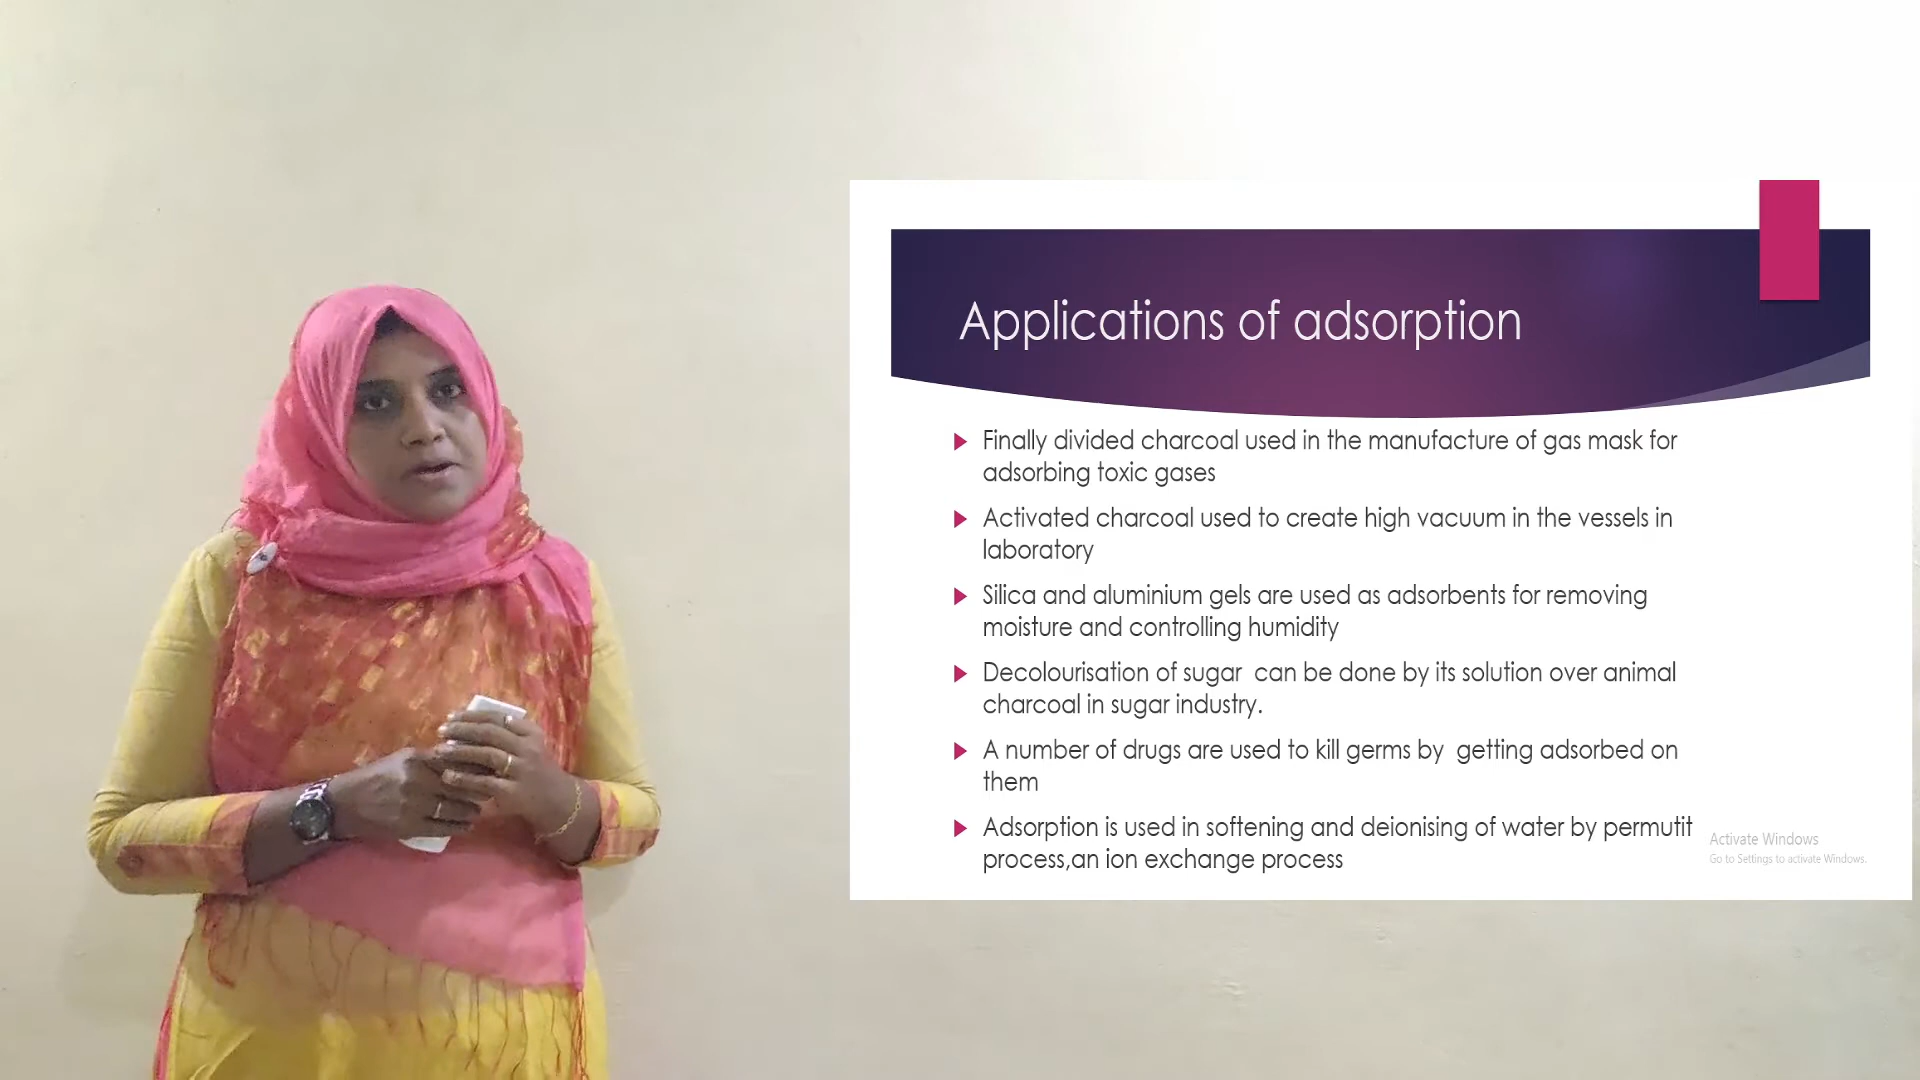 Applications of adsorption
Finally divided charcoal used in the manufacture of gas mask for
adsorbing toxic gases
Activated charcoal used to create high vacuum in the vessels in
laboratory
Silica and aluminium gels are used as adsorbents for removing
moisture and controlling humidity
Decolourisation of sugar  can be done by its solution over animal
charcoal in sugar industry.
A number of drugs are used to kill germs by  getting adsorbed on
them
Adsorption is used in softening and deionising of water by permutit
process,an ion exchange process
Activate Windows
Go to Settings to activate Windows.